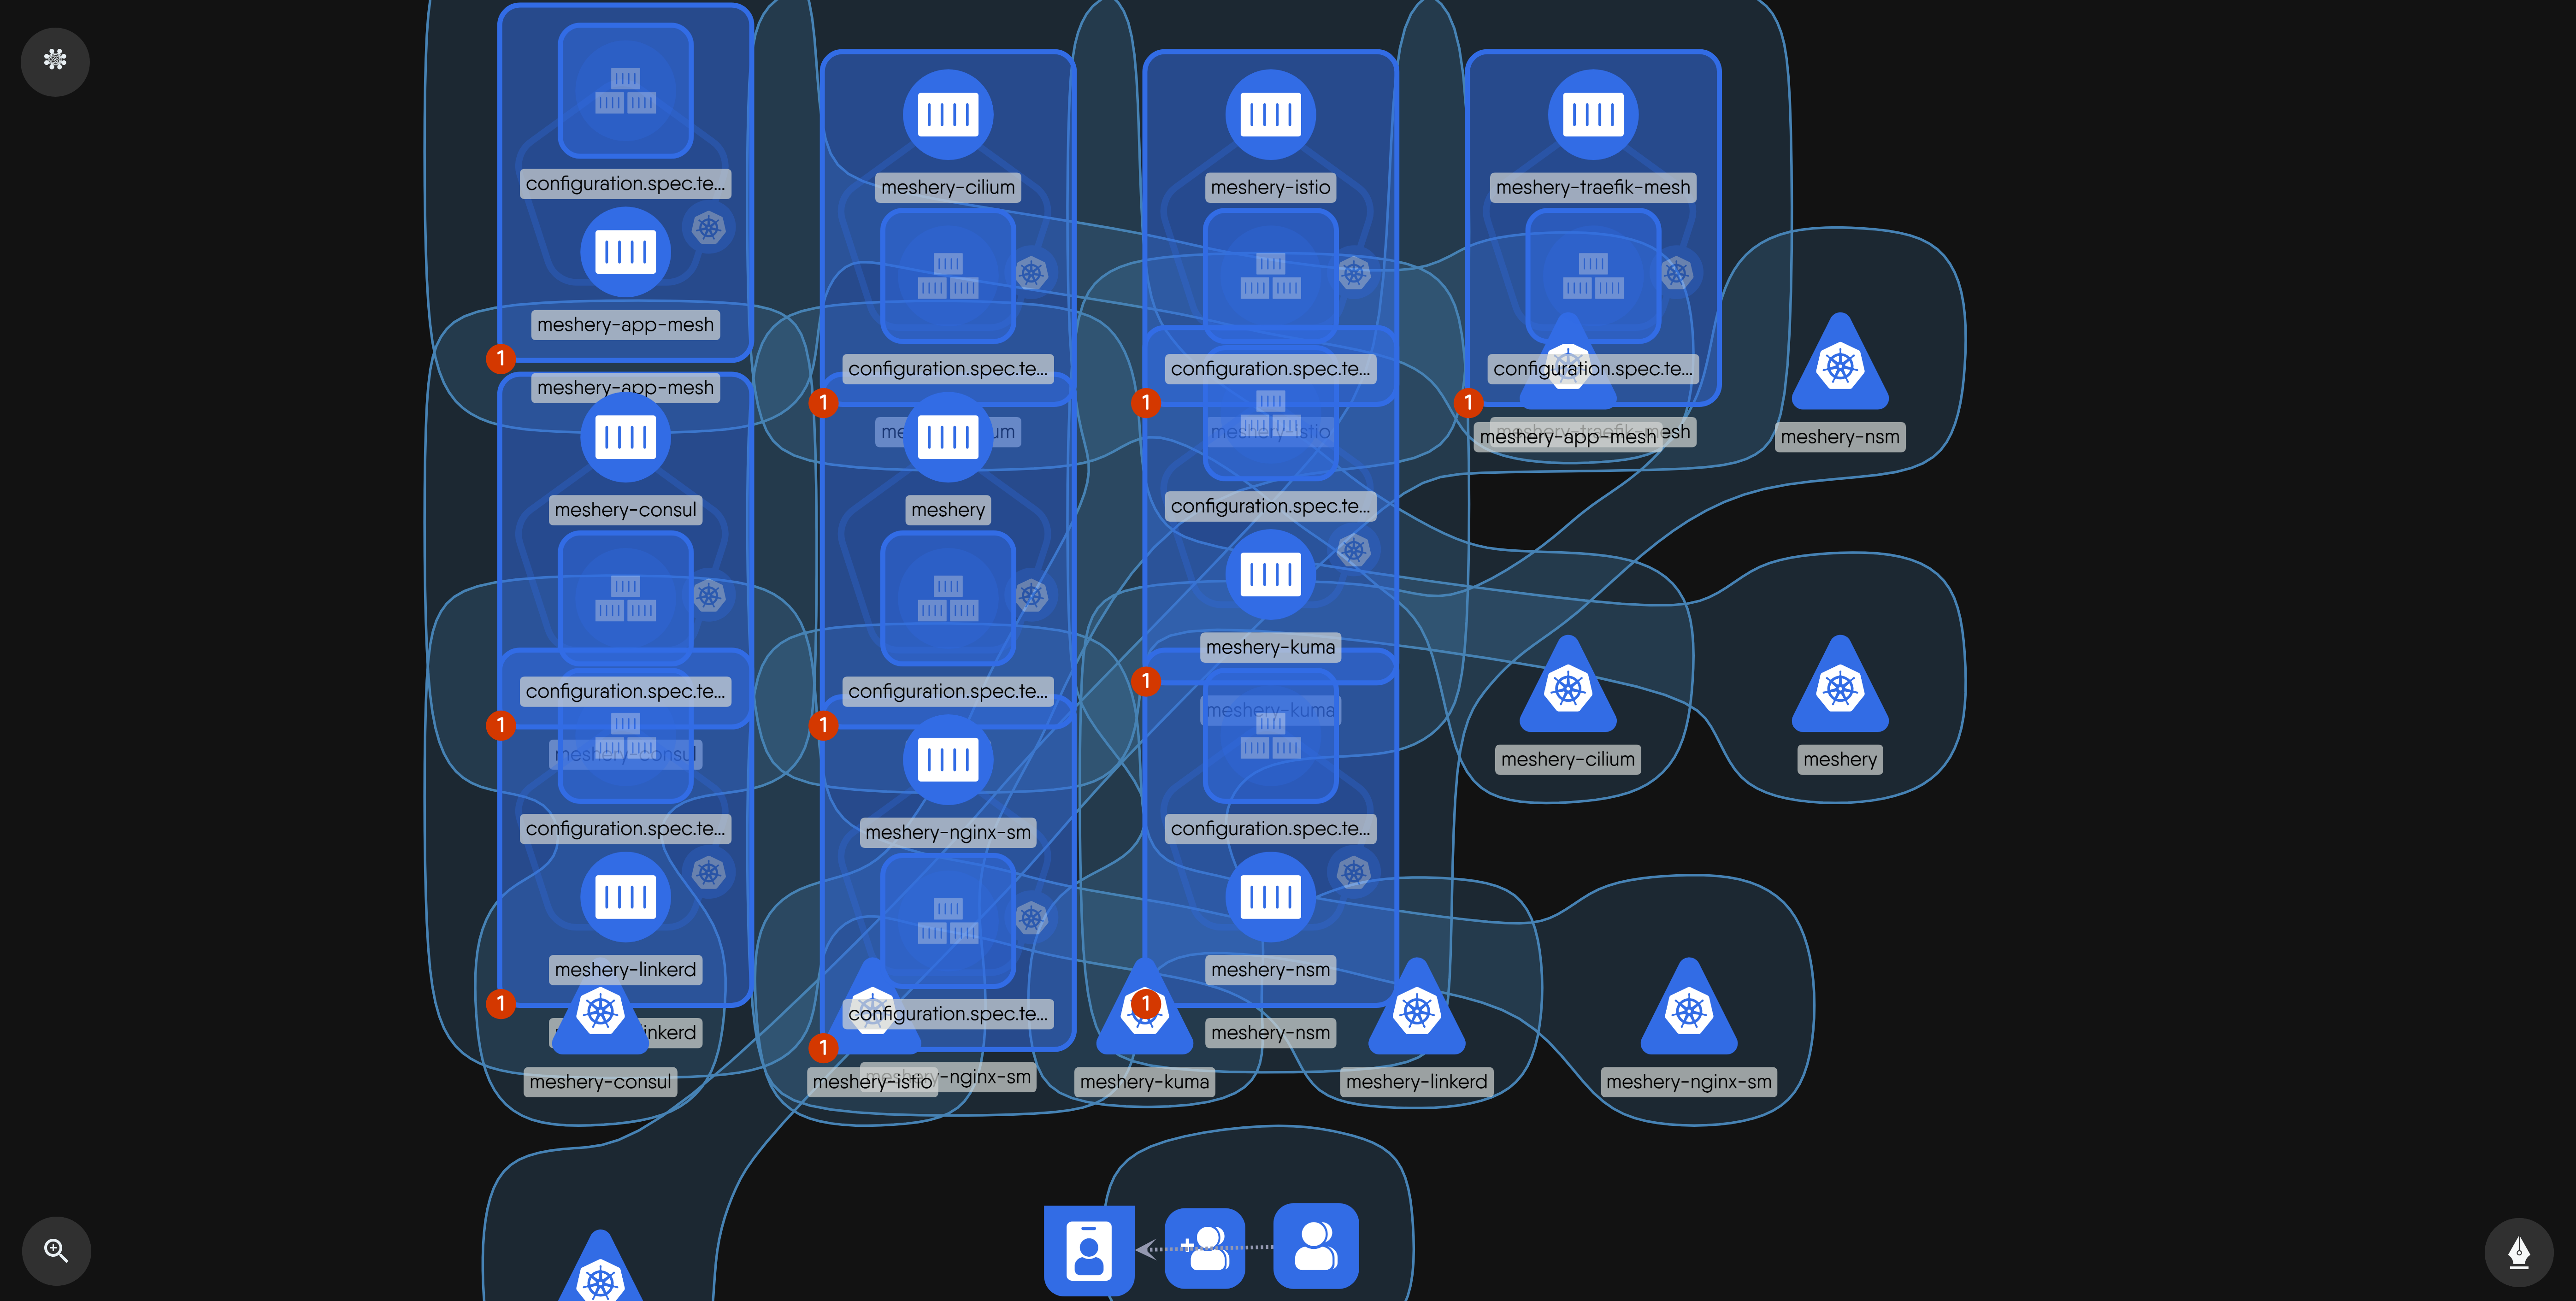 configuration.spec.te...
meshery-app-mesh
1
meshery-app-mesh
meshery-consul
configuration.spec.te...
1
meshery-consul
configuration.spec.te...
meshery-linkerd
1
inkerd
meshery-consul
meshery-cilium
configuration.spec.te...
1
me um
meshery
configuration.spec.te...
1
meshery-nginx-sm
configuration.spec.te...
1
meshery-istio
y-nginx-sm
meshery-istio
configuration.spec.te...
1
meshery-istio
configuration.spec.te...
meshery-kuma
1
meshery-kuma
configuration.spec.te...
meshery-nsm
1
meshery-nsm
meshery-kuma
meshery-traefik-mesh
configuration.spec.te...
1
meshery-app-mesh
esh
meshery-nsm
meshery-cilium
meshery
meshery-linkerd
meshery-nginx-sm